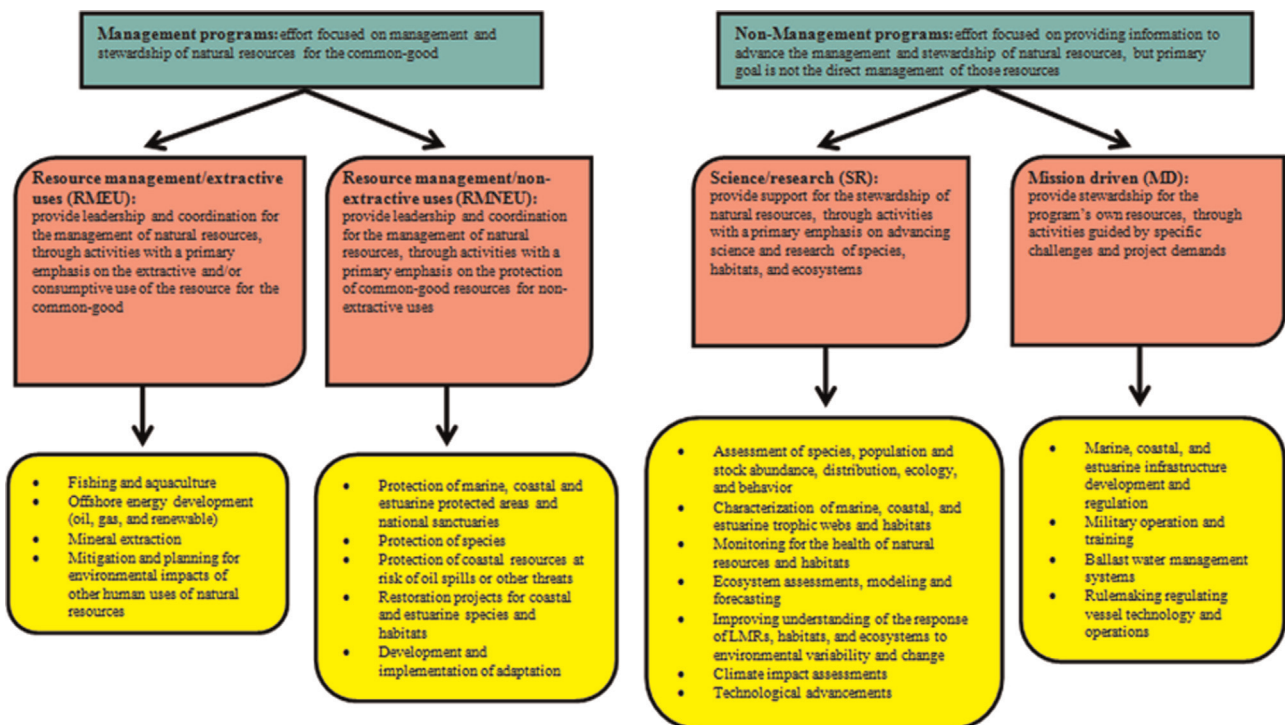 Management programs: effort focused on management and
stewardship of natural resources for the common-good
Non-Management programs: effort focused on providing information to
advance the management and stewardship of natural resources, but primary
goal is not the direct management of those resources
Resource management/extractive
uses (RMEU):
provide leadership and coordination for
the management of natural resources,
through activities with a primary
emphasis on the extractive and/or
consumptive use of the resource for the
common-good
Resource management/non-
extractive uses (RMNEU):
provide leadership and coordination
for the management of natural
resources, through activities with a
primary emphasis on the protection
of common-good resources for non-
extractive uses
Science/research (SR):
provide support for the stewardship of
natural resources, through activities
with a primary emphasis on advancing
science and research of species,
habitats, and ecosystems
Mission driven (MD):
provide stewardship for the
program's own resources, through
activities guided by specific
challenges and project demands
• Fishing and aquaculture
• Offshore energy development
(oil, gas, and renewable)
• Mineral extraction
• Mitigation and planning for
environmental impacts of
other human uses of natural
resources
• Protection of marine, coastal and
estuarine protected areas and
national sanctuaries
• Protection of species
• Protection of coastal resources at
risk of oil spills or other threats
• Restoration projects for coastal
and estuarine species and
habitats
• Development and
implementation of adaptation
• Assessment of species, population and
stock abundance, distribution, ecology,
and behavior
• Characterization of marine, coastal, and
estuarine trophic webs and habitats
• Monitoring for the health of natural
resources and habitats
• Ecosystem assessments, modeling and
forecasting
• Improving understanding of the response
of LMRs, habitats, and ecosystems to
environmental variability and change
• Climate impact assessments
• Technological advancements
• Marine, coastal, and
estuarine infrastructure
development and
regulation
• Military operation and
training
• Ballast water management
systems
• Rulemaking regulating
vessel technology and
operations